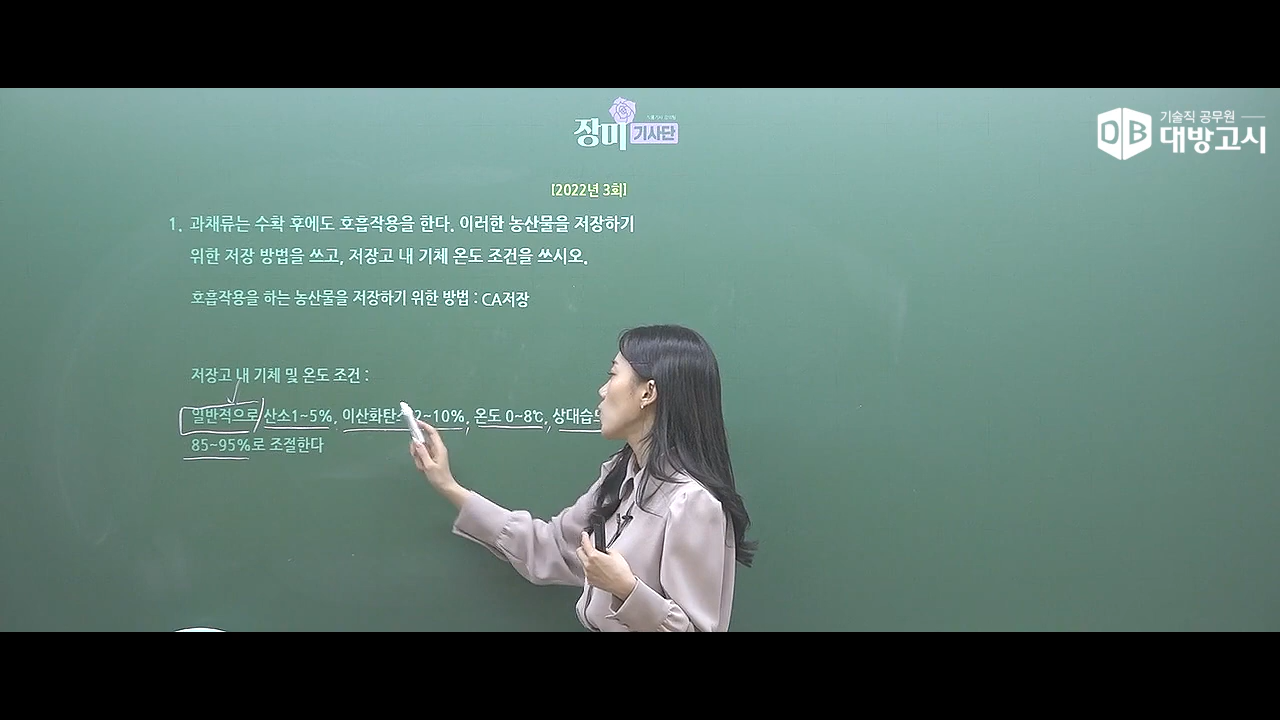 장미 기사단
기술직 공무원
대방고시
[2022년 3회]
1. 과채류는 수확 후에도 호흡작용을 한다. 이러한 농산물을 저장하기
위한 저장 방법을 쓰고, 저장고 내 기체 온도 조건을 쓰시오.
호흡작용을 하는 농산물을 저장하기 위한 방법 : CA저장
저장고 내 기체 및 온도 조건 :
일반적으로 산소1~5%, 이산화탄소 2~10%, 온도 0~8℃, 상대습도
85~95%로 조절한다